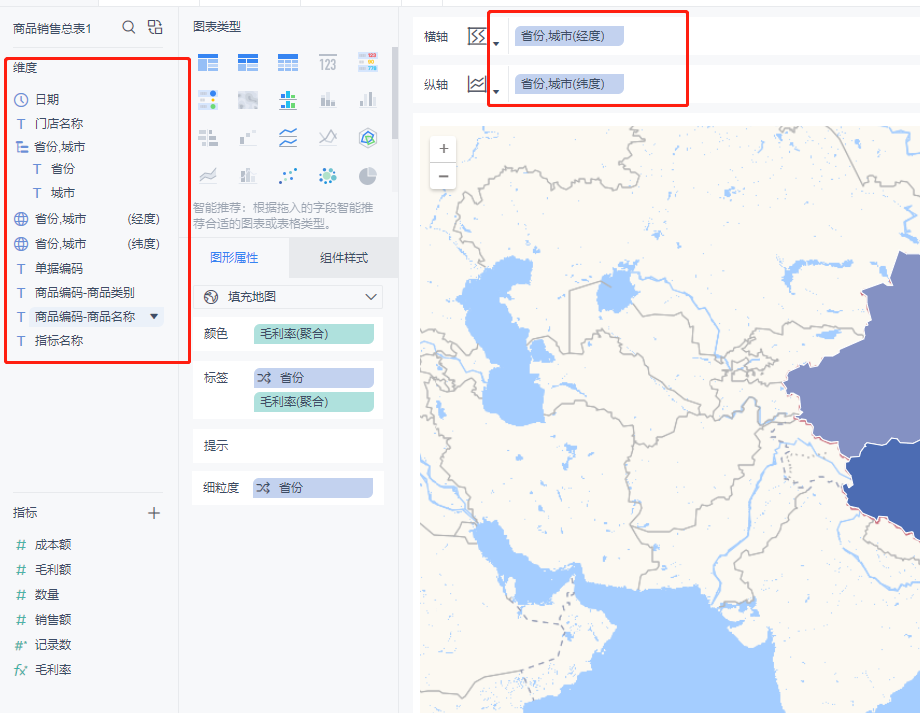 商品销售总表1
维度
日期
T 门店名称
省份,城市
T 省份
T 城市
省份,城市 (经度)
省份,城市 (纬度)
T 单据编码
T 商品编码-商品类别
T 商品编码-商品名称
T 指标名称
指标 +
# 成本额
# 毛利额
# 数量
# 销售额
#* 记录数
fx 毛利率
图表类型
123
智能推荐：根据拖入的字段智能推
荐合适的图表或表格类型。
图形属性 组件样式
填充地图
颜色 毛利率(聚合)
标签 省份
毛利率(聚合)
提示
细粒度 省份
横轴 省份,城市(经度)
纵轴 省份,城市(纬度)
+
−